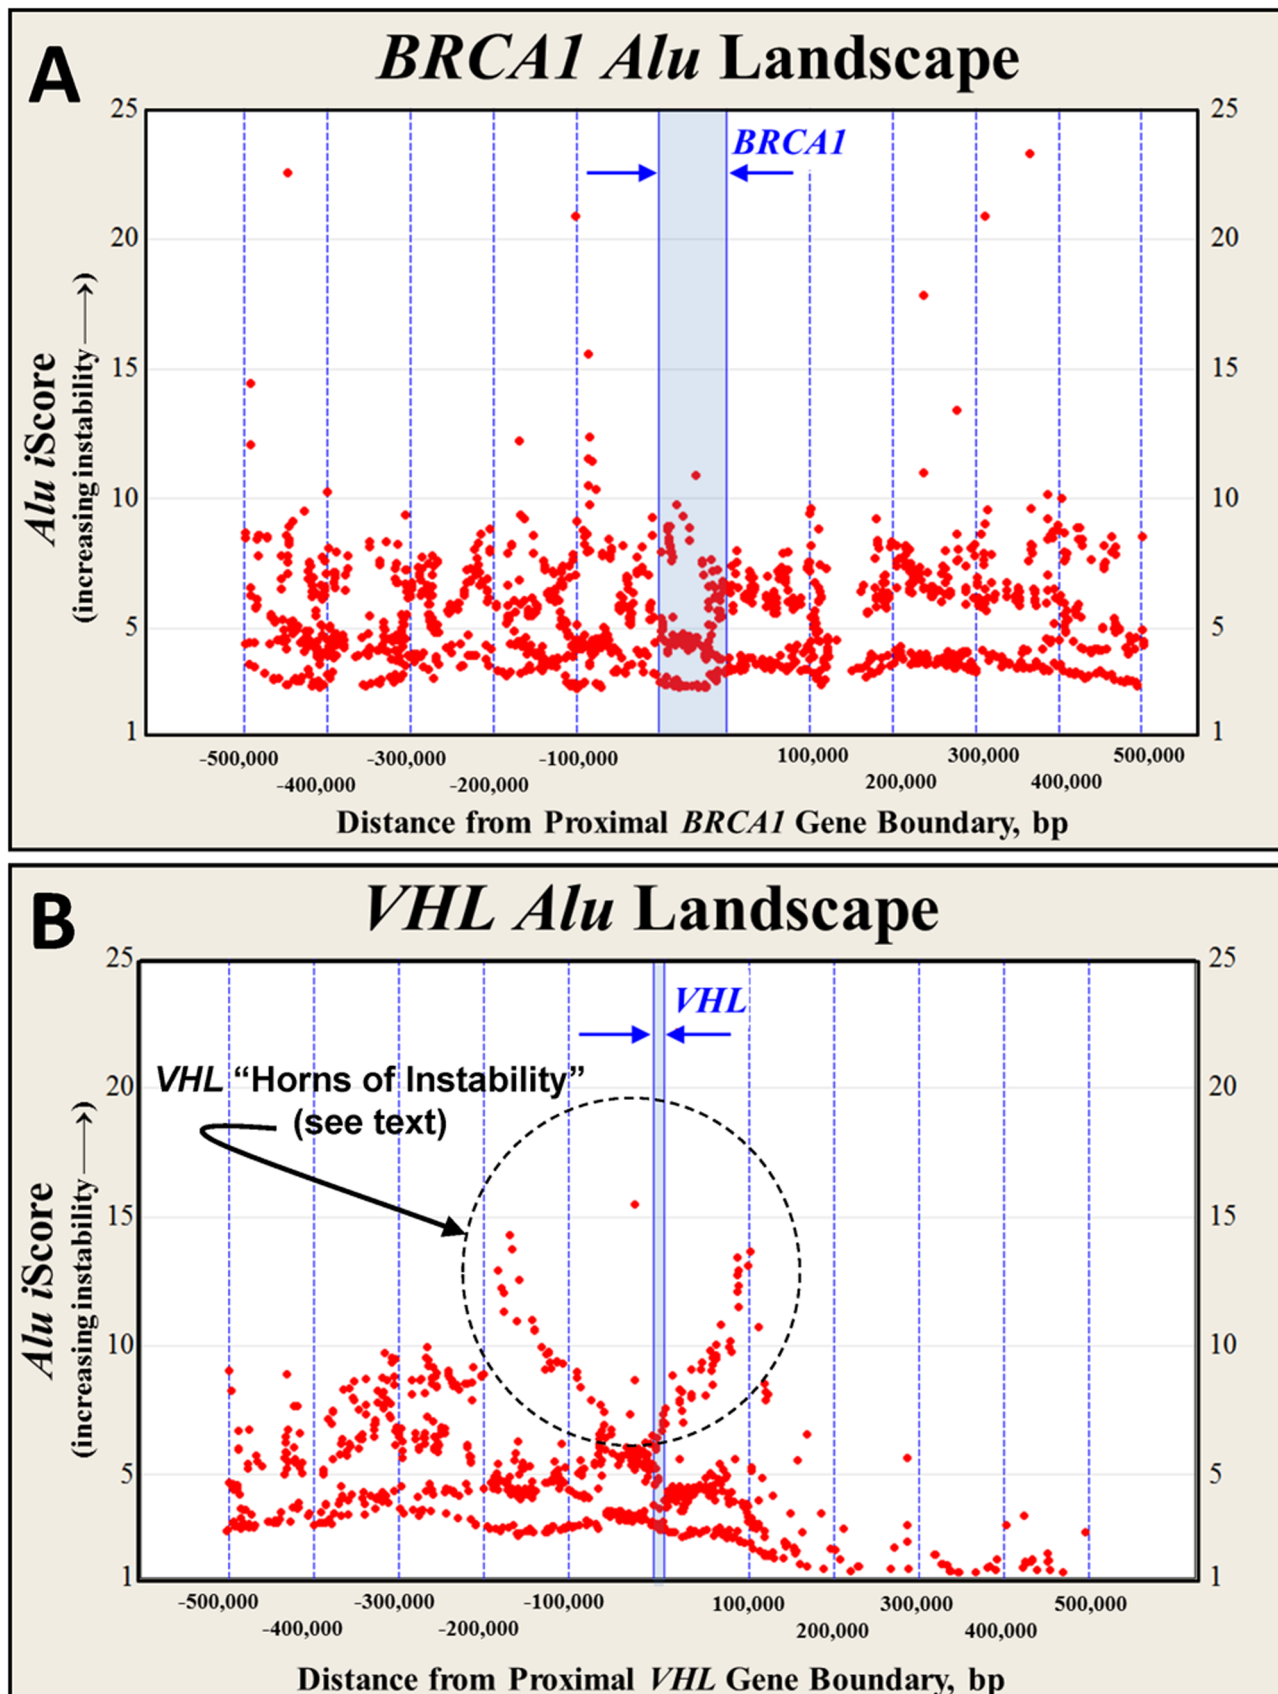 A
BRCA1 Alu Landscape
25 25
BRCA1
20 20
15 15
10 10
5 5
1 1
Alu iScore
(increasing instability⟶)
-500,000 -300,000 -100,000 100,000 300,000 500,000
-400,000 -200,000 200,000 400,000
Distance from Proximal BRCA1 Gene Boundary, bp
B
VHL Alu Landscape
25 25
VHL
VHL “Horns of Instability”
(see text)
20 20
15 15
10 10
5 5
1 1
Alu iScore
(increasing instability⟶)
-500,000 -300,000 -100,000 100,000 300,000 500,000
-400,000 -200,000 200,000 400,000
Distance from Proximal VHL Gene Boundary, bp